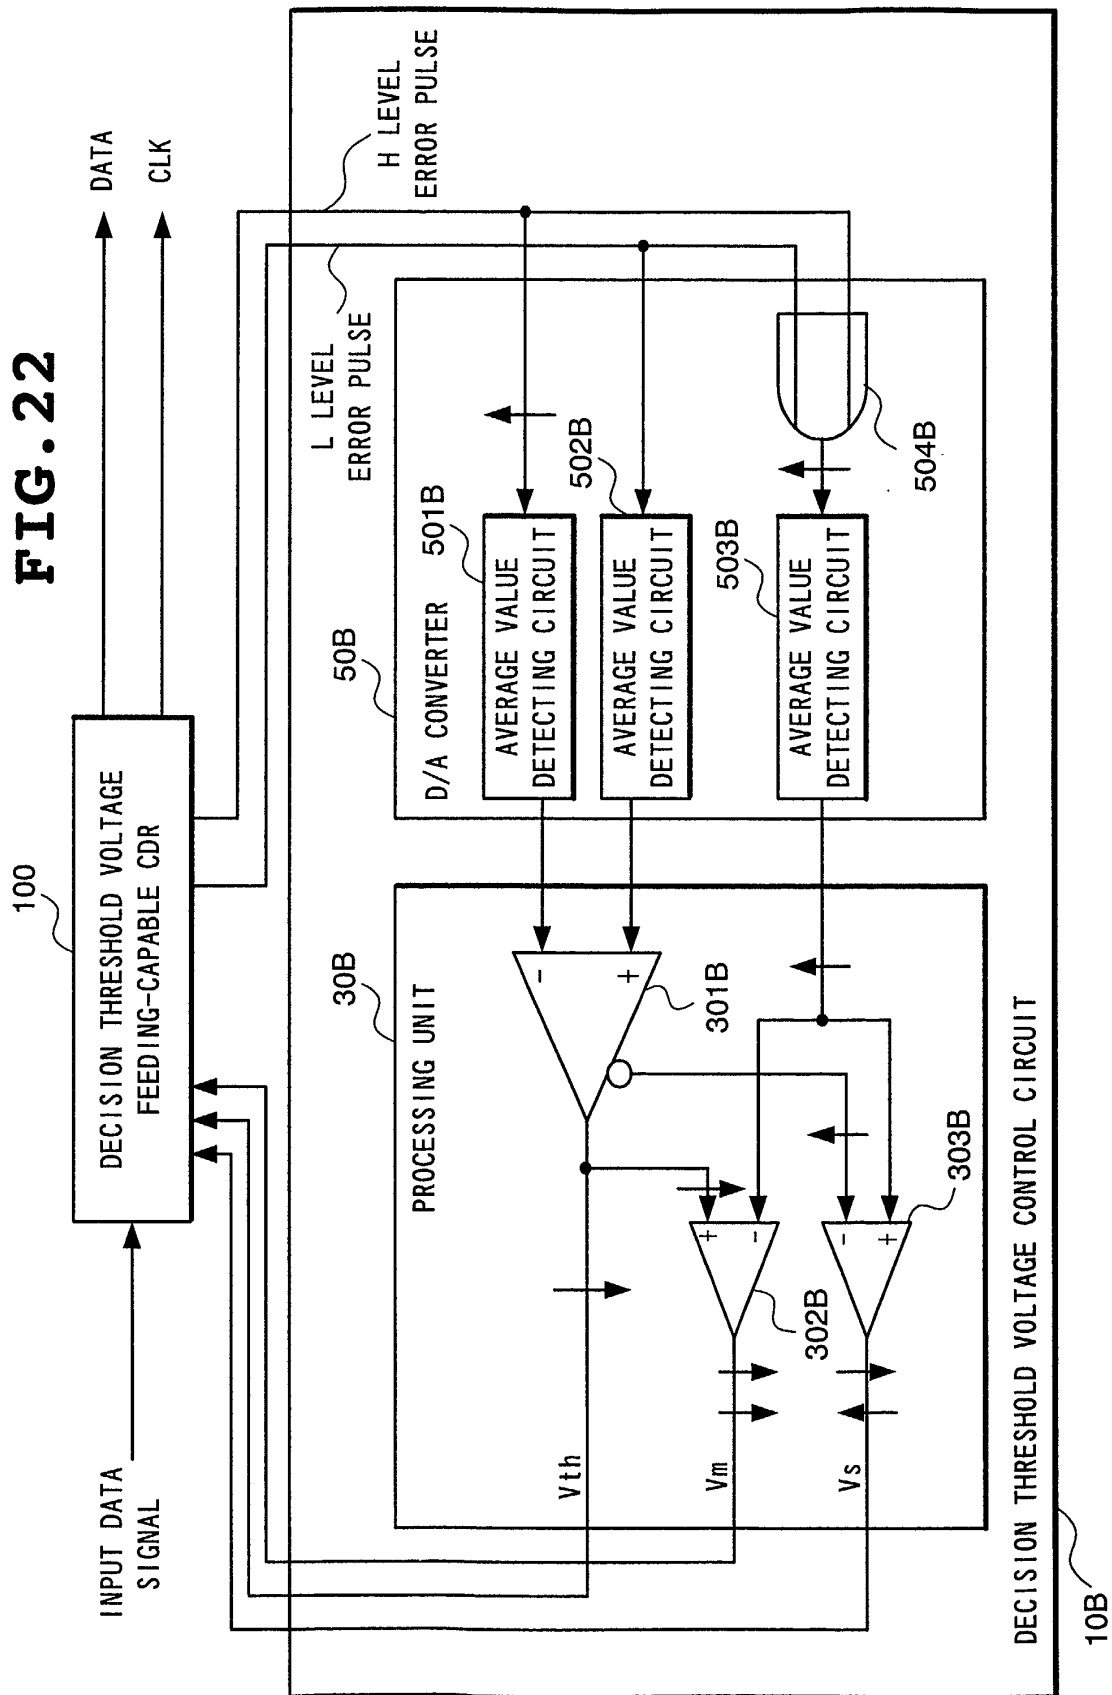 FIG.22
100
DECISION THRESHOLD VOLTAGE
FEEDING-CAPABLE CDR
INPUT DATA
SIGNAL
DATA
CLK
H LEVEL
ERROR PULSE
L LEVEL
ERROR PULSE
30B
PROCESSING UNIT
-
+
301B
Vth
+
-
302B
Vm
-
+
303B
Vs
50B
D/A CONVERTER
501B
AVERAGE VALUE
DETECTING CIRCUIT
502B
AVERAGE VALUE
DETECTING CIRCUIT
503B
AVERAGE VALUE
DETECTING CIRCUIT
504B
DECISION THRESHOLD VOLTAGE CONTROL CIRCUIT
10B